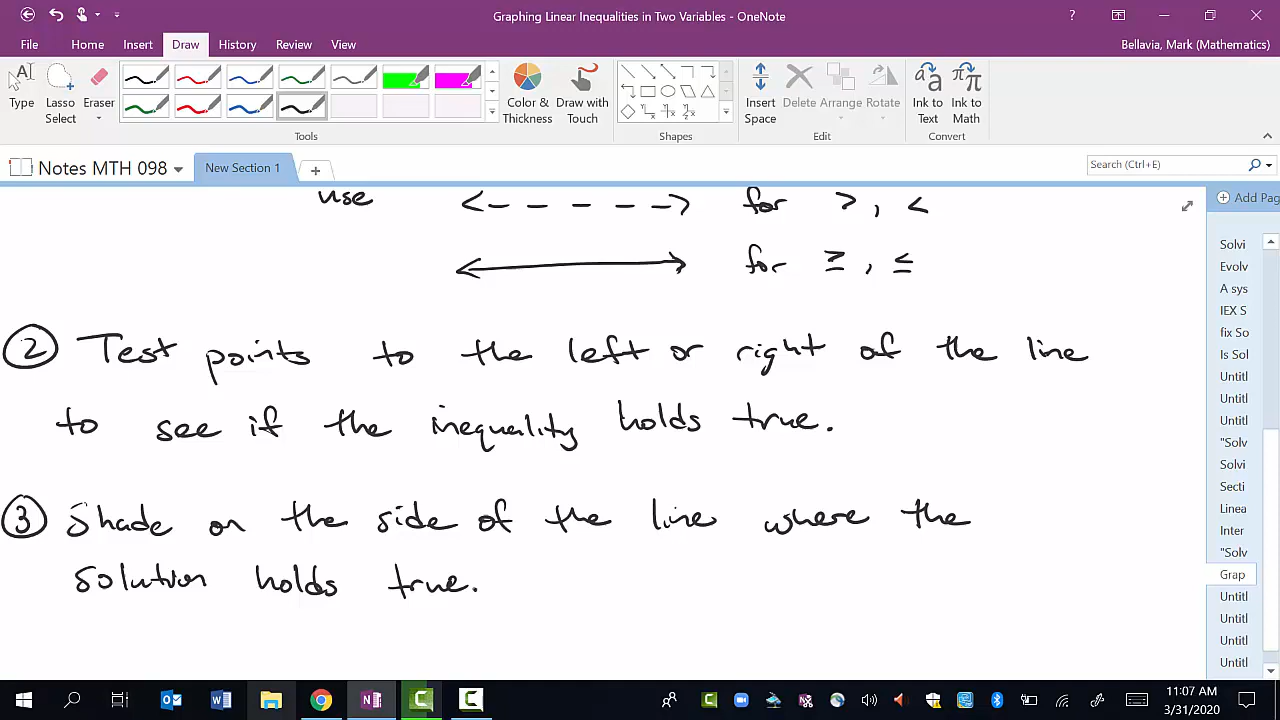 Graphing Linear Inequalities in Two Variables - OneNote
File Home Insert Draw History Review View
Bellavia, Mark (Mathematics)
Type Lasso Select Eraser
Color & Thickness Draw with Touch
Insert Space Delete Arrange Rotate
Ink to Text Ink to Math
Tools Shapes Edit Convert
Notes MTH 098 New Section 1 +
Search (Ctrl+E)
Add Pag
use <- - - - -> for >, <
for ≥, ≤
② Test points to the left or right of the line
to see if the inequality holds true.
③ Shade on the side of the line where the
solution holds true.
Solvi
Evolv
A sys
IEX S
fix So
Is Sol
Untitl
Untitl
Untitl
"Solv
Solvi
Secti
Linea
Inter
"Solv
Grap
Untitl
Untitl
Untitl
Untitl
11:07 AM
3/31/2020